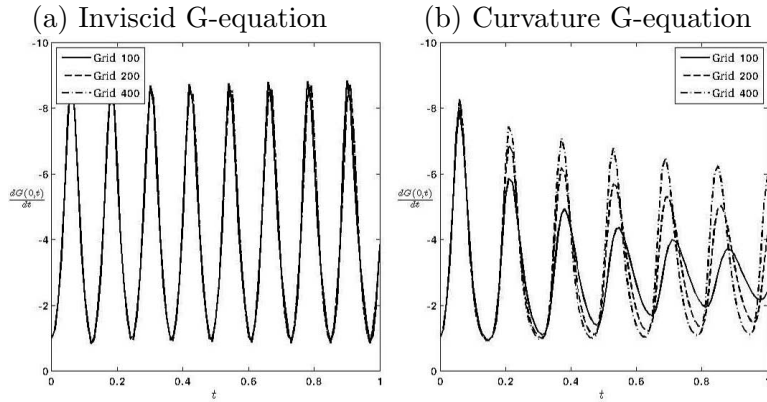 (a) Inviscid G-equation
(b) Curvature G-equation
-10
-8
-6
-4
-2
0
dG(0,t)
dt
0
0.2
0.4
0.6
0.8
1
t
Grid 100
Grid 200
Grid 400
-10
-8
-6
-4
-2
0
dG(0,t)
dt
0
0.2
0.4
0.6
0.8
1
t
Grid 100
Grid 200
Grid 400